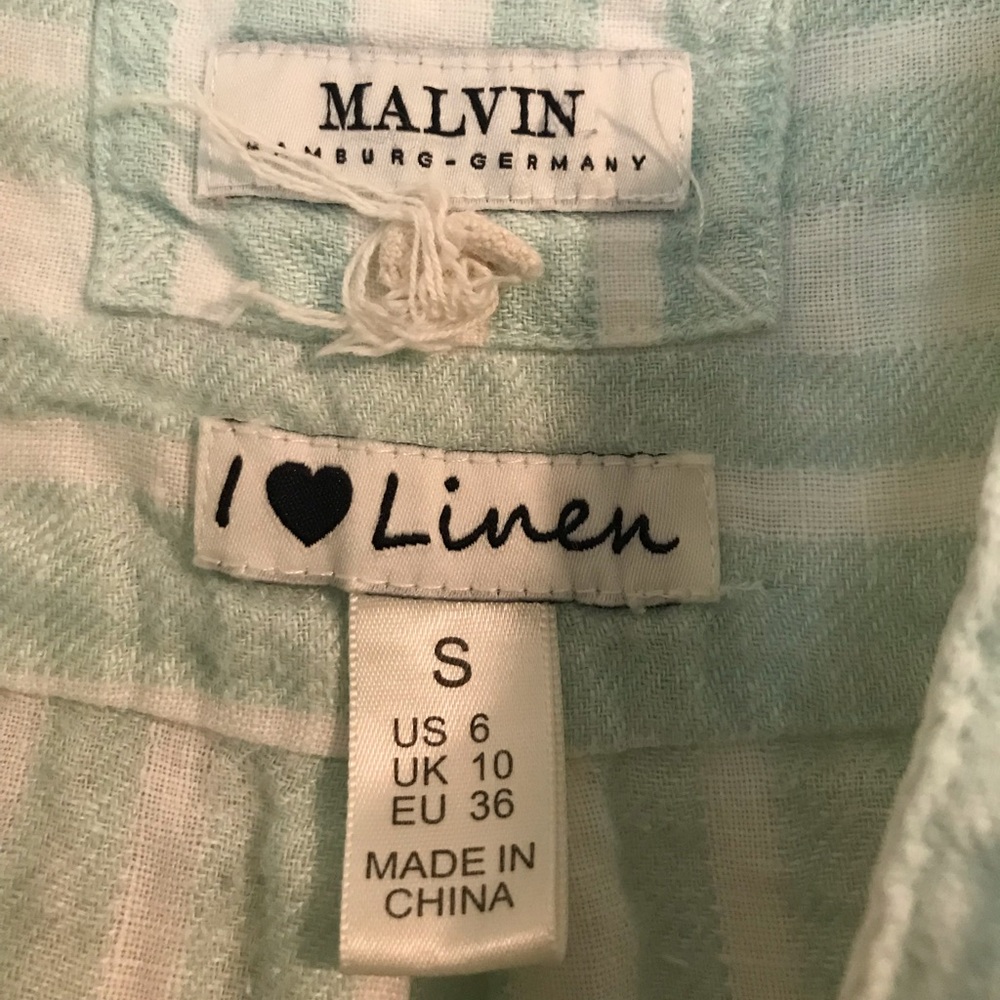 MALVIN
HAMBURG-GERMANY
I ♥ Linen
S
US 6
UK 10
EU 36
MADE IN
CHINA